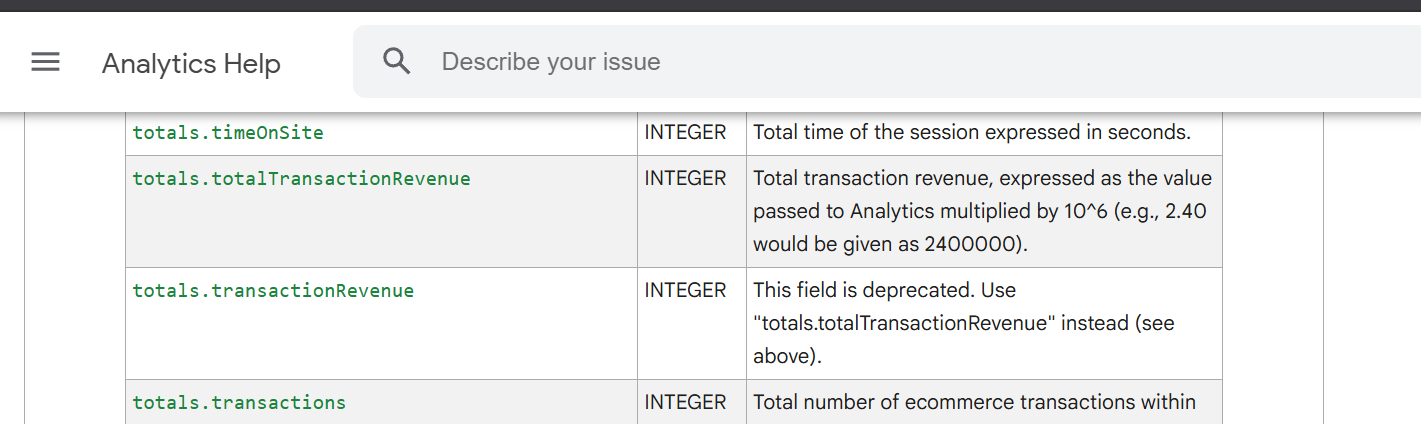 Analytics Help
Describe your issue
totals.timeOnSite INTEGER Total time of the session expressed in seconds.
totals.totalTransactionRevenue INTEGER Total transaction revenue, expressed as the value
passed to Analytics multiplied by 10^6 (e.g., 2.40
would be given as 2400000).
totals.transactionRevenue INTEGER This field is deprecated. Use
"totals.totalTransactionRevenue" instead (see
above).
totals.transactions INTEGER Total number of ecommerce transactions within